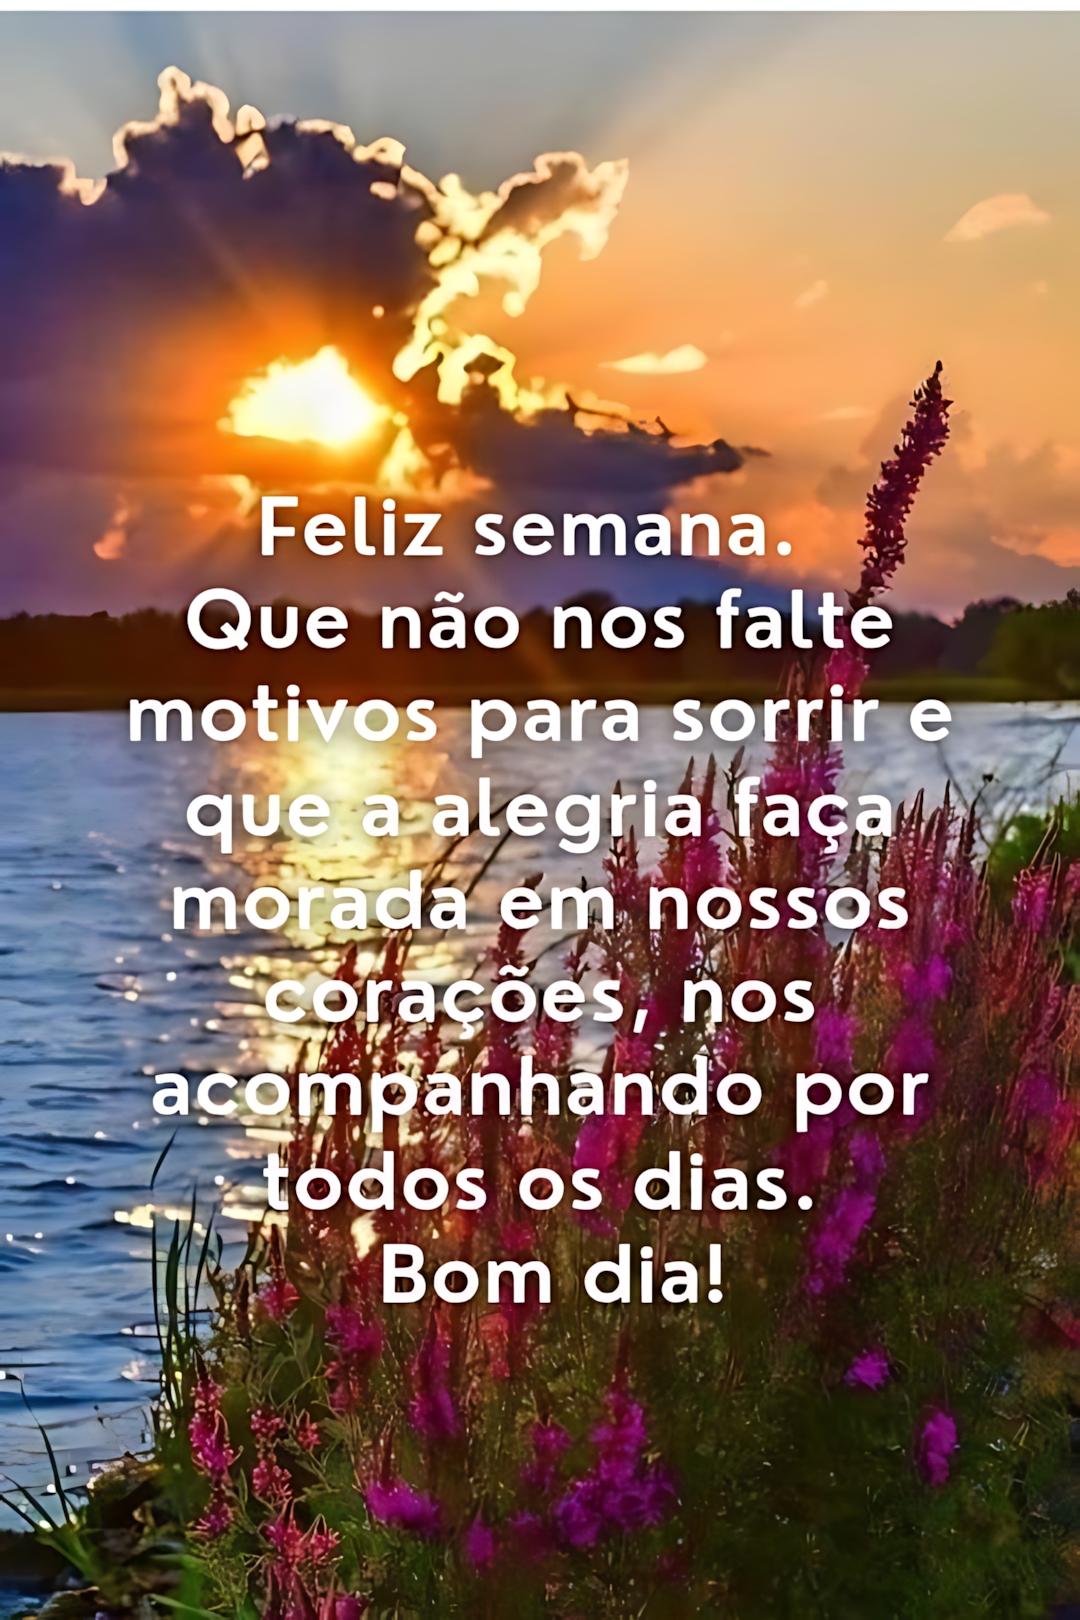 Feliz semana.
Que não nos falte
motivos para sorrir e
que a alegria faça
morada em nossos
corações, nos
acompanhando por
todos os dias.
Bom dia!